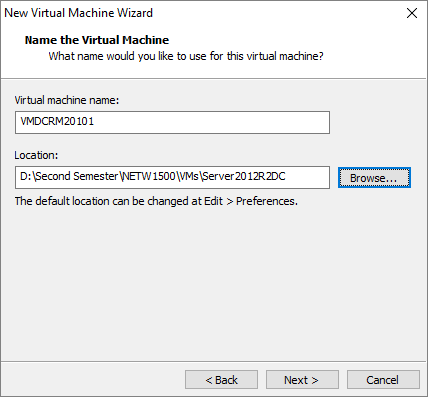 New Virtual Machine Wizard
Name the Virtual Machine
What name would you like to use for this virtual machine?
Virtual machine name:
VMDCRM20101
Location:
D:\Second Semester\NETW1500\VMs\Server2012R2DC
Browse...
The default location can be changed at Edit > Preferences.
< Back
Next >
Cancel